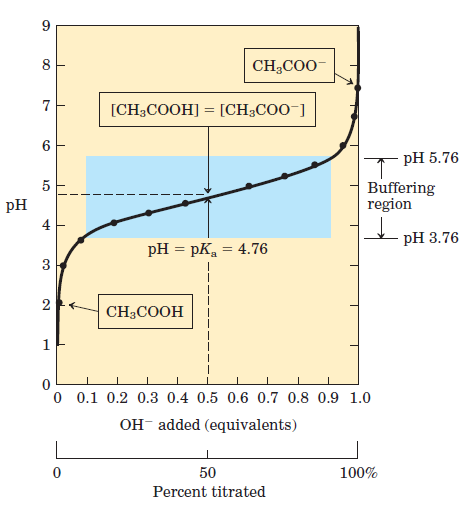 9
8
7
6
5
4
3
2
1
0
pH
CH₃COO⁻
[CH₃COOH] = [CH₃COO⁻]
pH 5.76
Buffering
region
pH 3.76
pH = pKₐ = 4.76
CH₃COOH
0 0.1 0.2 0.3 0.4 0.5 0.6 0.7 0.8 0.9 1.0
OH⁻ added (equivalents)
0 50 100%
Percent titrated